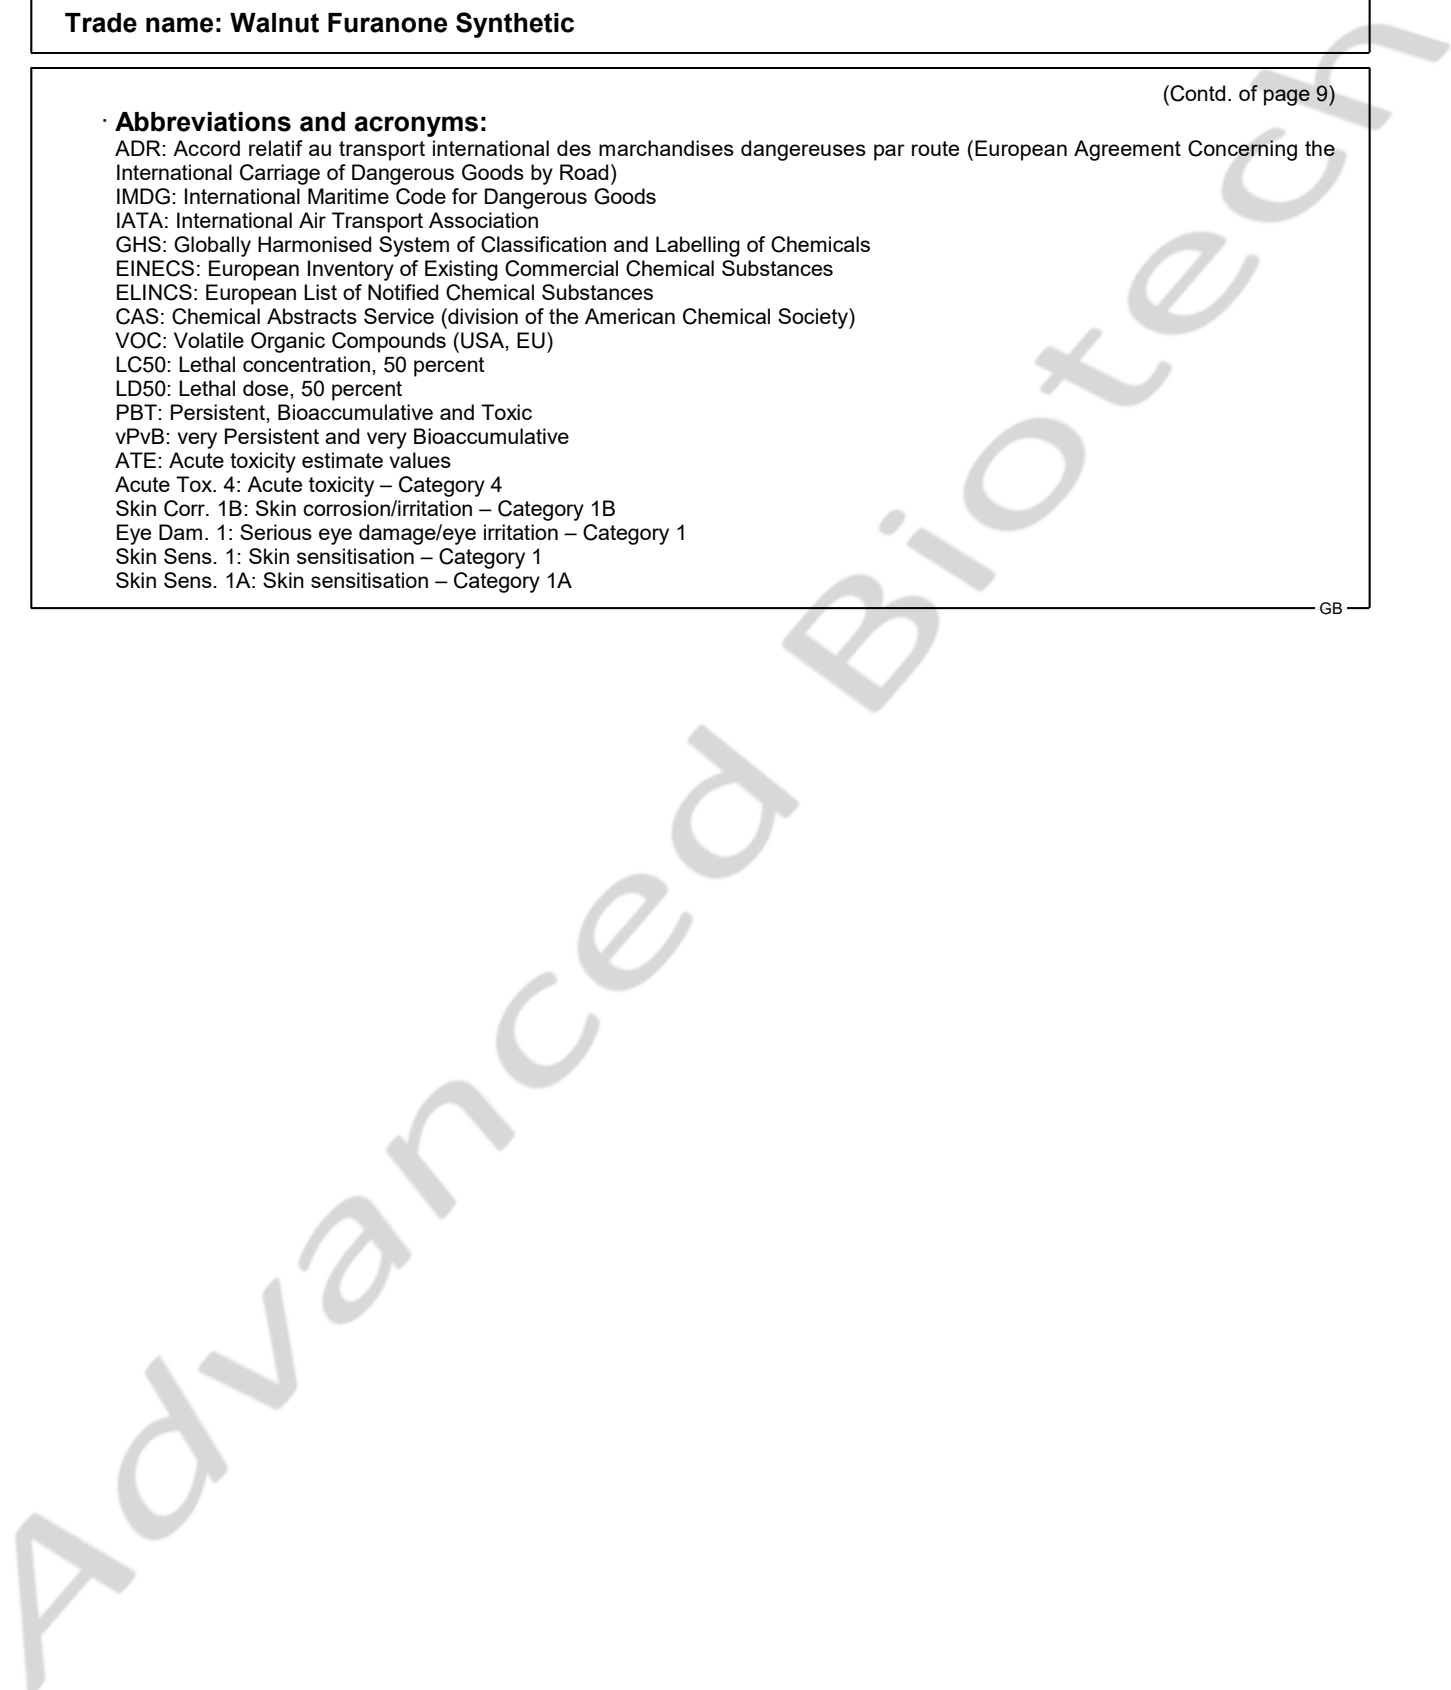 Trade name: Walnut Furanone Synthetic
(Contd. of page 9)
· Abbreviations and acronyms:
ADR: Accord relatif au transport international des marchandises dangereuses par route (European Agreement Concerning the
International Carriage of Dangerous Goods by Road)
IMDG: International Maritime Code for Dangerous Goods
IATA: International Air Transport Association
GHS: Globally Harmonised System of Classification and Labelling of Chemicals
EINECS: European Inventory of Existing Commercial Chemical Substances
ELINCS: European List of Notified Chemical Substances
CAS: Chemical Abstracts Service (division of the American Chemical Society)
VOC: Volatile Organic Compounds (USA, EU)
LC50: Lethal concentration, 50 percent
LD50: Lethal dose, 50 percent
PBT: Persistent, Bioaccumulative and Toxic
vPvB: very Persistent and very Bioaccumulative
ATE: Acute toxicity estimate values
Acute Tox. 4: Acute toxicity – Category 4
Skin Corr. 1B: Skin corrosion/irritation – Category 1B
Eye Dam. 1: Serious eye damage/eye irritation – Category 1
Skin Sens. 1: Skin sensitisation – Category 1
Skin Sens. 1A: Skin sensitisation – Category 1A
GB
Advanced Biotech